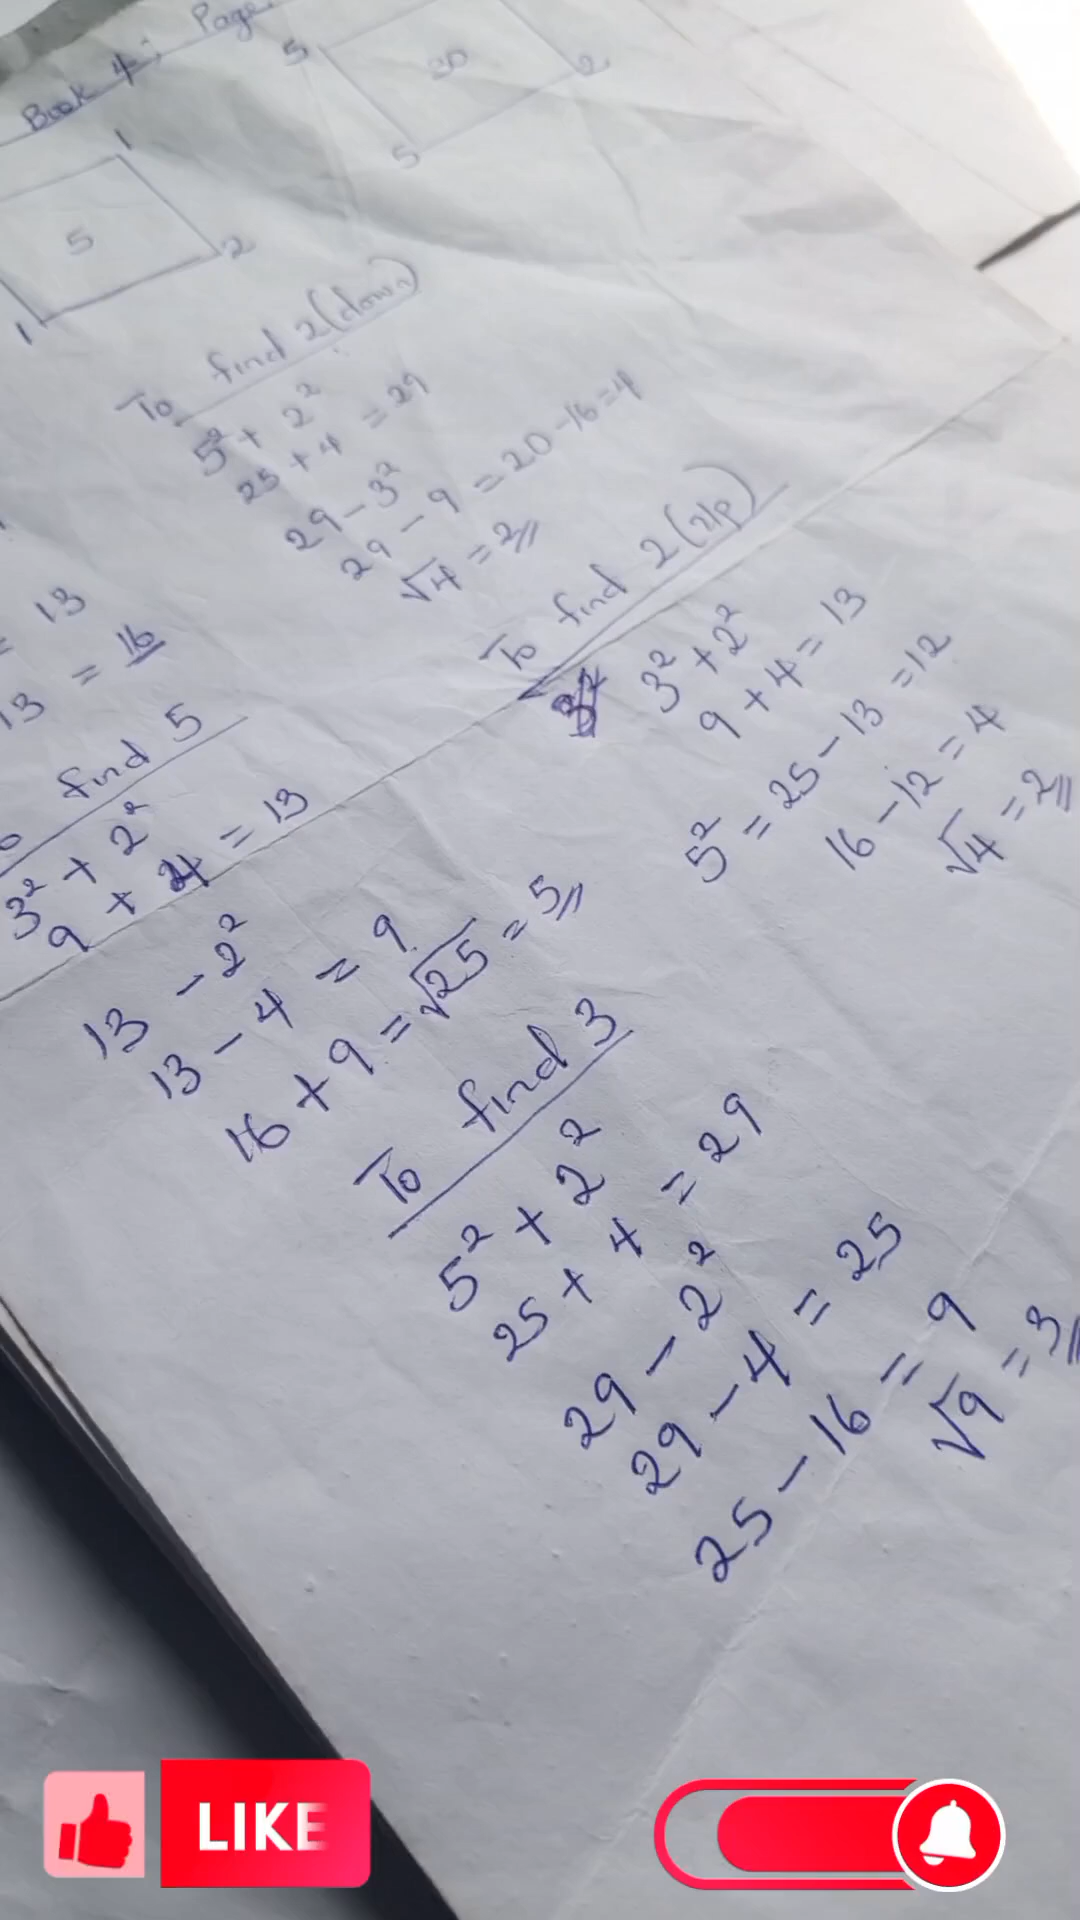 Book 4: Page
5
30
2
5
1
5
2
1
To find 2 (down)
5² + 2²
25 + 4 = 29
29 - 3²
29 - 9 = 20 - 16 = 4
√4 = 2
= 13
13 = 16
find 5
3² + 2²
9 + 4 = 13
13 - 2²
13 - 4 = 9
16 + 9 = √25 = 5
To find 2 (up)
3² + 2²
9 + 4 = 13
5² = 25 - 13 = 12
16 - 12 = 4
√4 = 2
To find 3
5² + 2²
25 + 4 = 29
29 - 2²
29 - 4 = 25
25 - 16 = 9
√9 = 3
LIKE